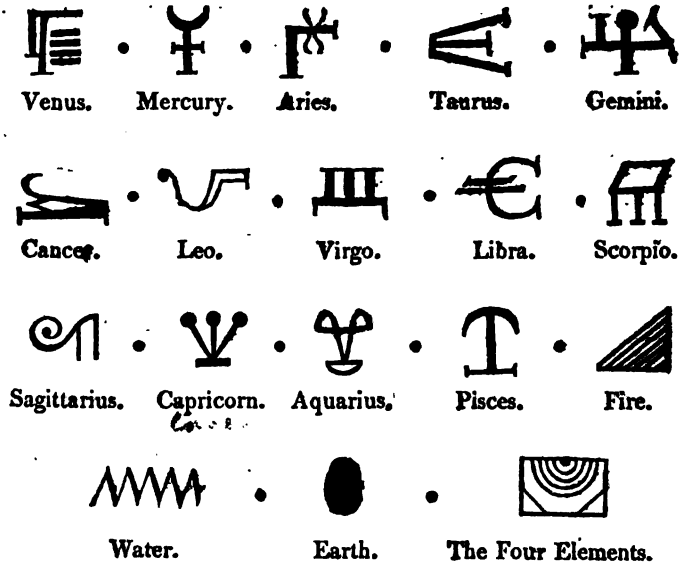 Venus. Mercury. Aries. Taurus. Gemini.
Cancer. Leo. Virgo. Libra. Scorpio.
Sagittarius. Capricorn. Aquarius. Pisces. Fire.
Water. Earth. The Four Elements.